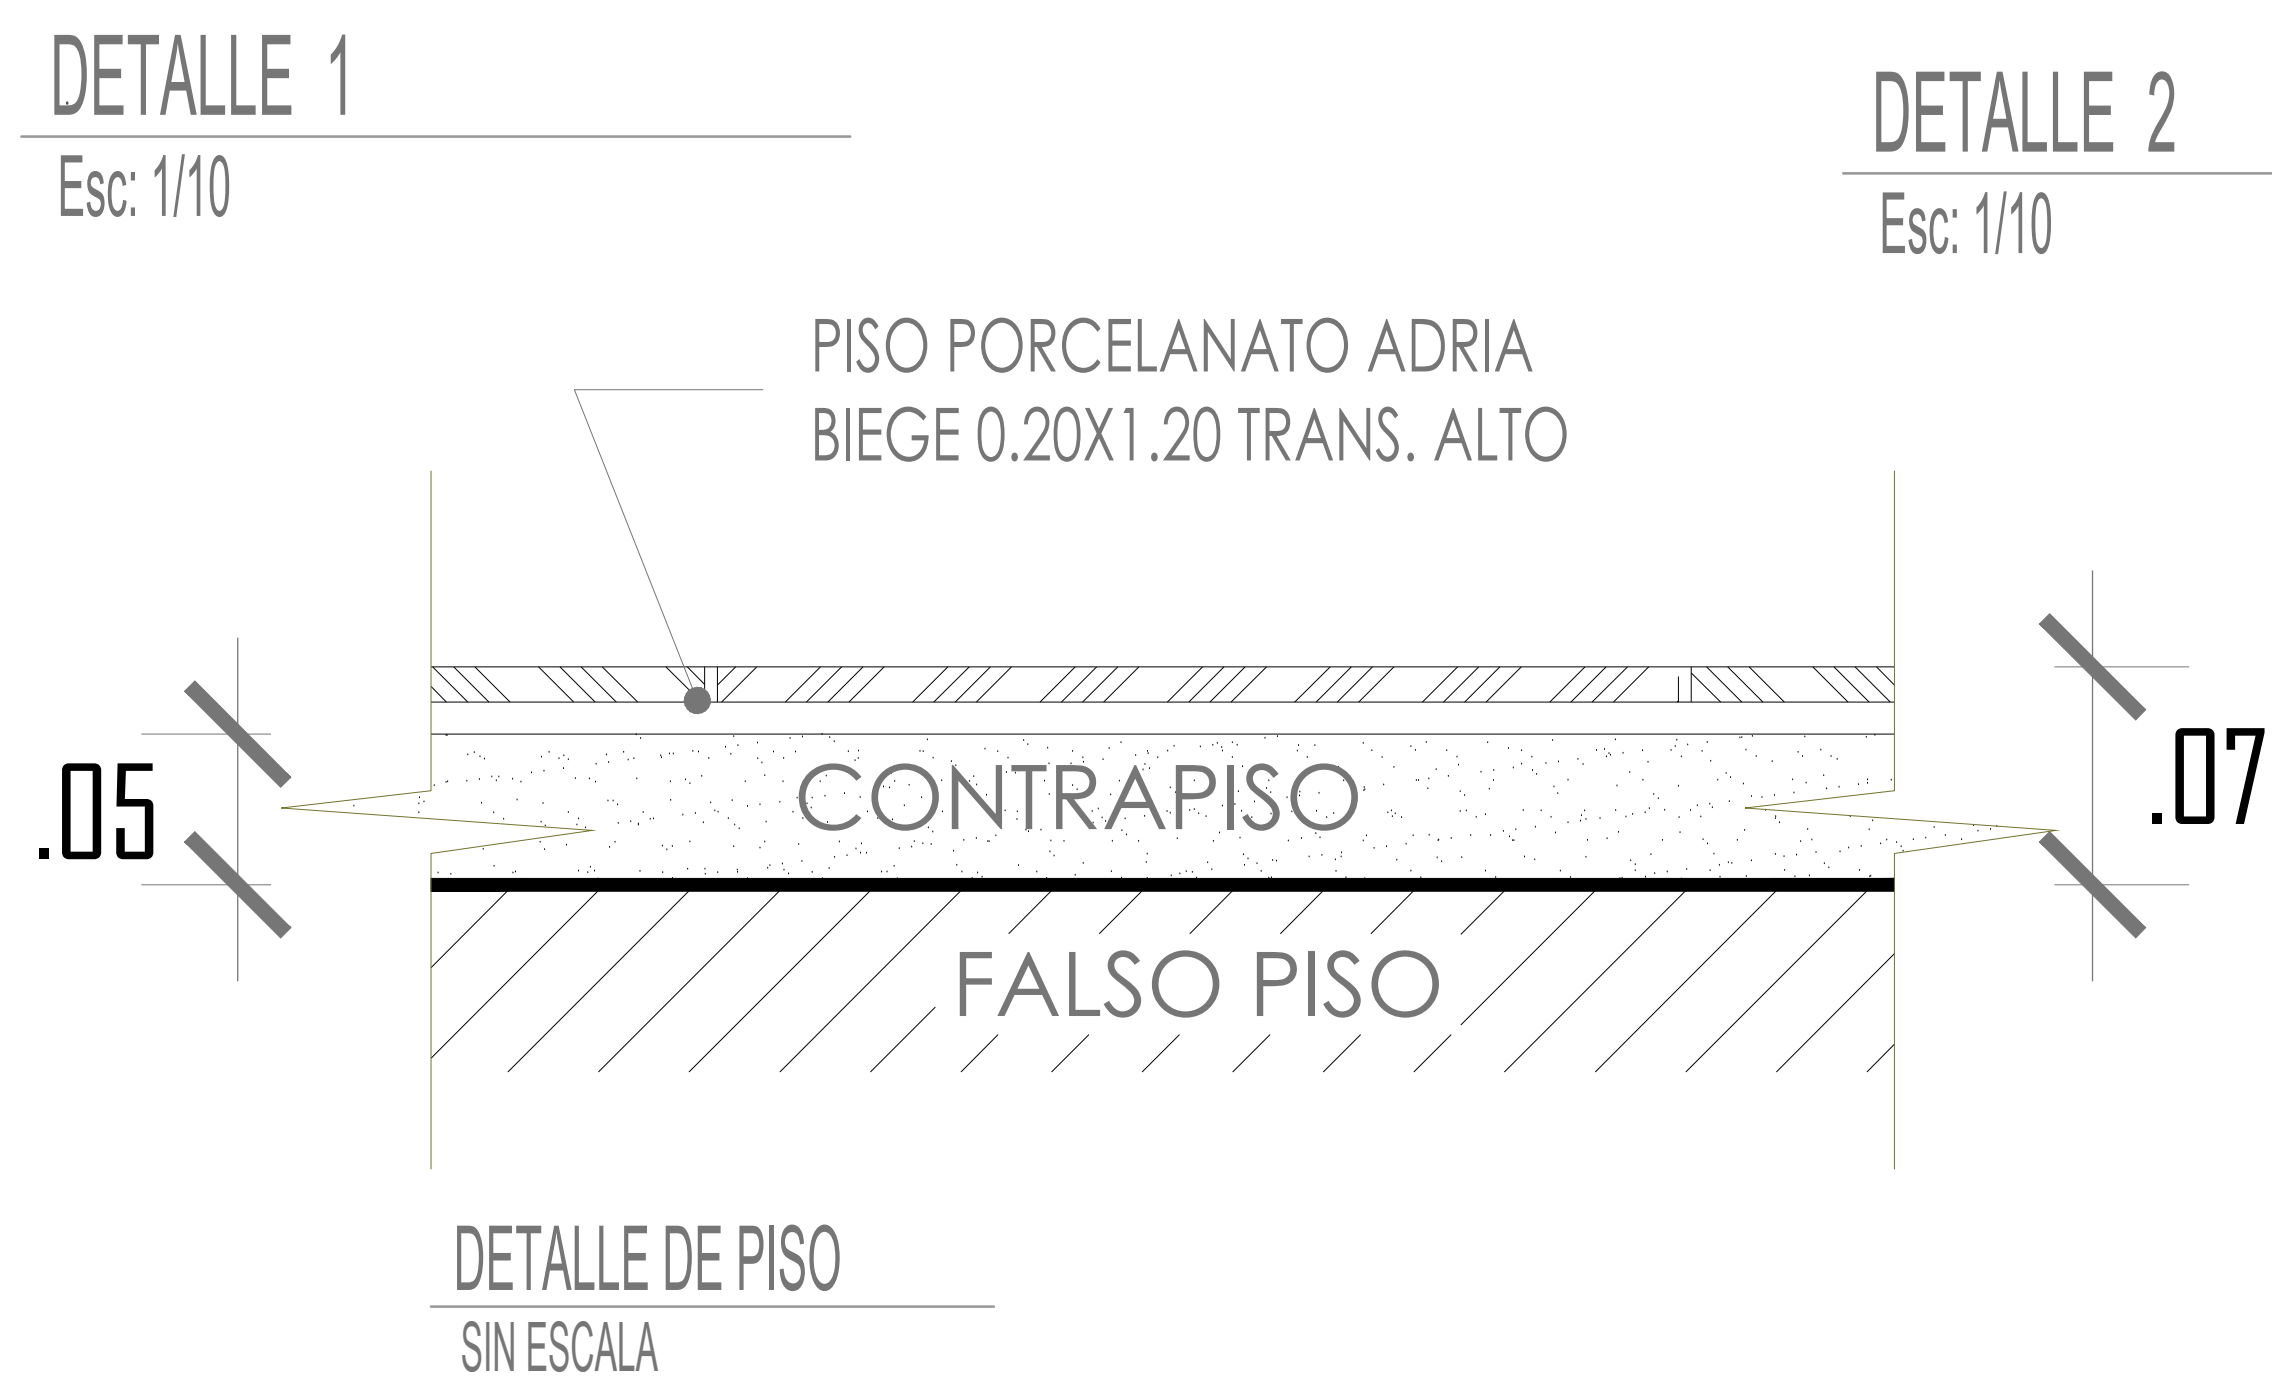 DETALLE 1
Esc: 1/10
DETALLE 2
Esc: 1/10
PISO PORCELANATO ADRIA
BIEGE 0.20X1.20 TRANS. ALTO
.05
.07
CONTRAPISO
FALSO PISO
DETALLE DE PISO
SIN ESCALA